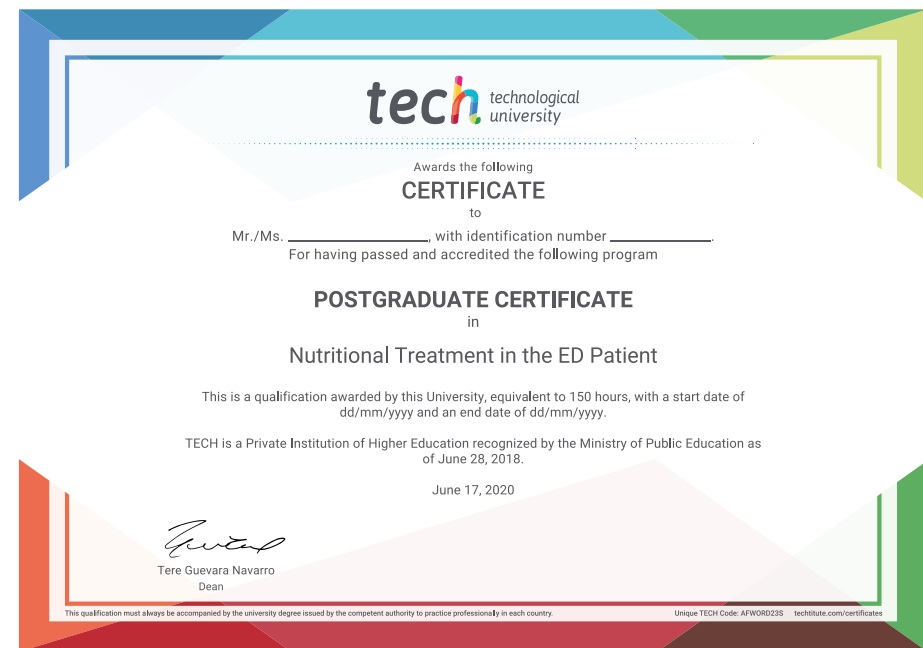 tech technological
university
Awards the following
CERTIFICATE
to
Mr./Ms. ________________, with identification number ____________.
For having passed and accredited the following program
POSTGRADUATE CERTIFICATE
in
Nutritional Treatment in the ED Patient
This is a qualification awarded by this University, equivalent to 150 hours, with a start date of
dd/mm/yyyy and an end date of dd/mm/yyyy.
TECH is a Private Institution of Higher Education recognized by the Ministry of Public Education as
of June 28, 2018.
June 17, 2020
Tere Guevara Navarro
Dean
This qualification must always be accompanied by the university degree issued by the competent authority to practice professionally in each country.
Unique TECH Code: AFWORD23S techtitute.com/certificates